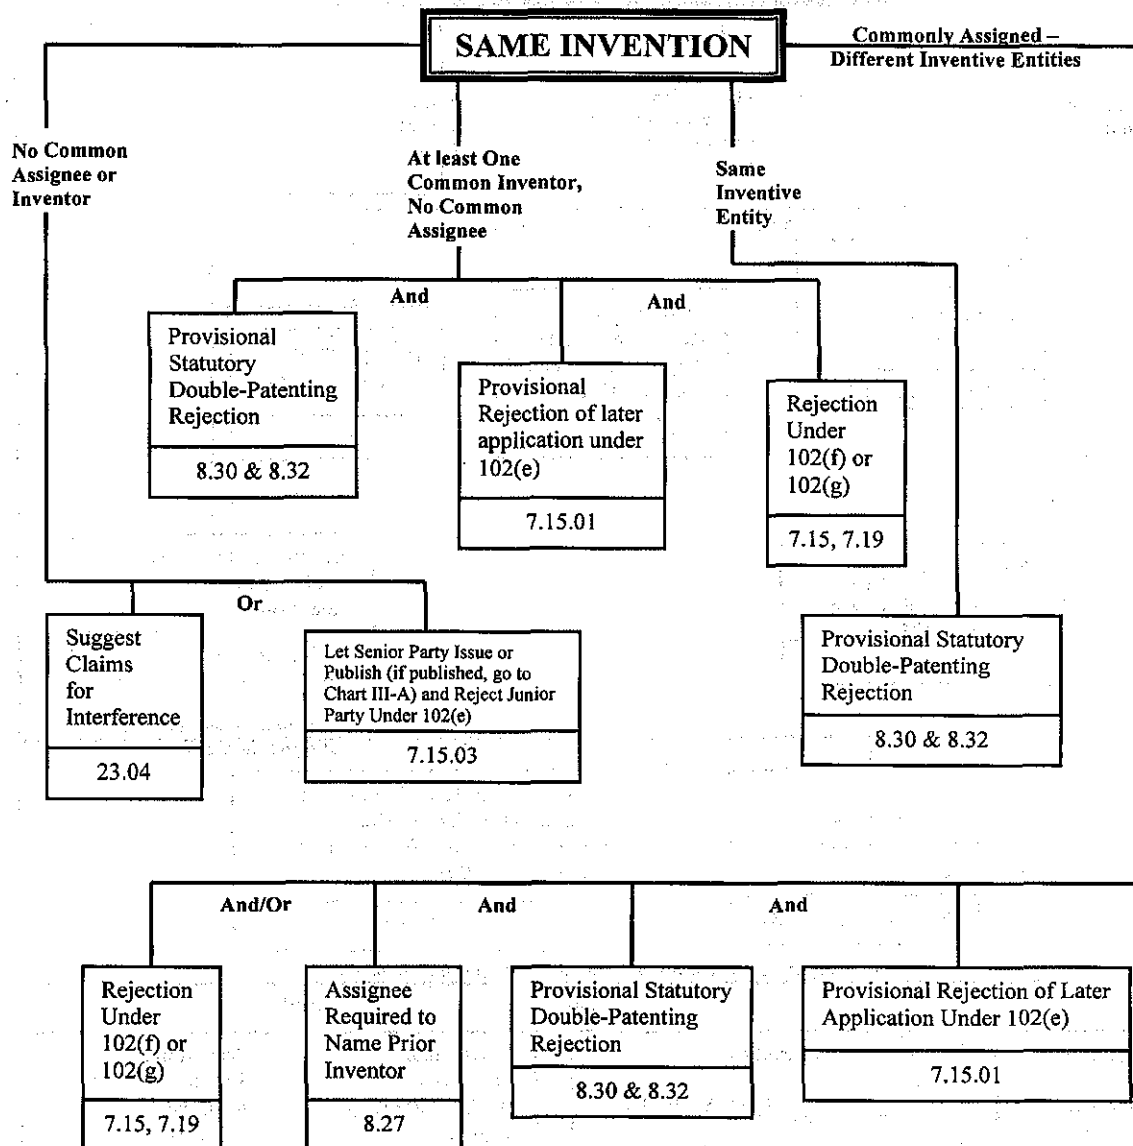 SAME INVENTION
Commonly Assigned –
Different Inventive Entities
No Common
Assignee or
Inventor
At least One
Common Inventor,
No Common
Assignee
Same
Inventive
Entity
And
And
Provisional
Statutory
Double-Patenting
Rejection
8.30 & 8.32
Provisional
Rejection of later
application under
102(e)
7.15.01
Rejection
Under
102(f) or
102(g)
7.15, 7.19
Or
Suggest
Claims
for
Interference
23.04
Let Senior Party Issue or
Publish (if published, go to
Chart III-A) and Reject Junior
Party Under 102(e)
7.15.03
Provisional Statutory
Double-Patenting
Rejection
8.30 & 8.32
And/Or
And
And
Rejection
Under
102(f) or
102(g)
7.15, 7.19
Assignee
Required to
Name Prior
Inventor
8.27
Provisional Statutory
Double-Patenting
Rejection
8.30 & 8.32
Provisional Rejection of Later
Application Under 102(e)
7.15.01